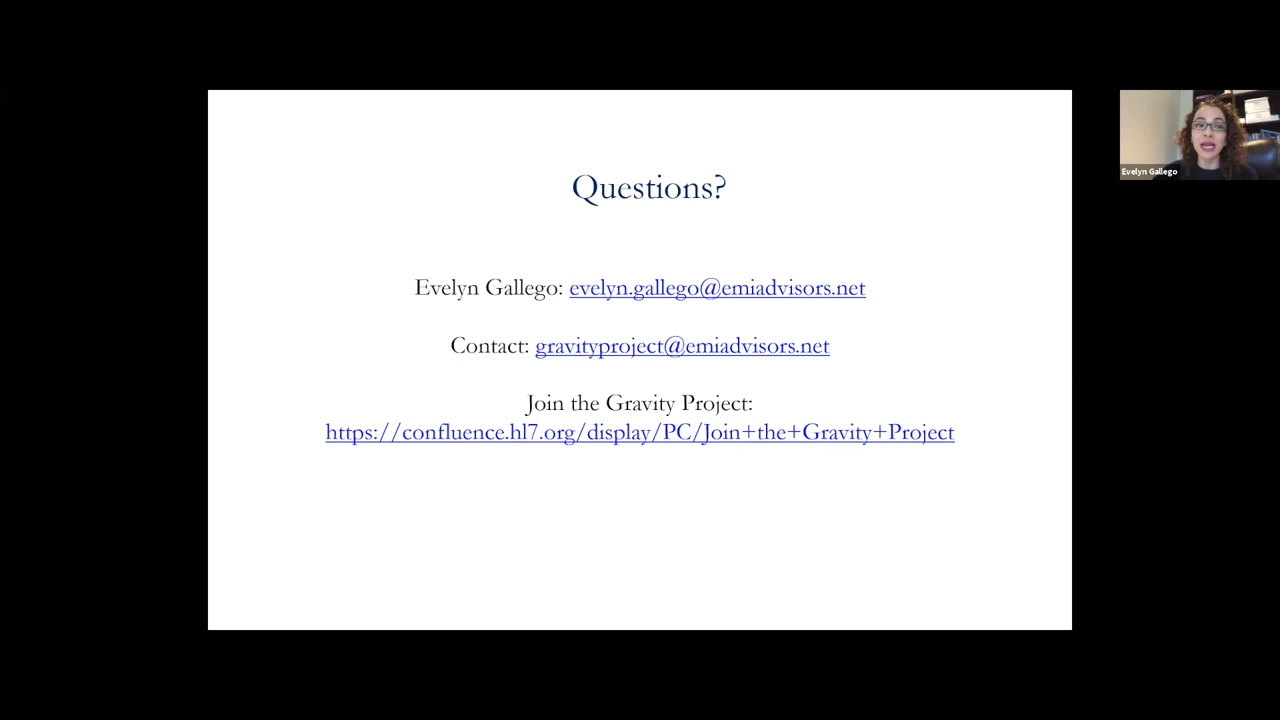 Questions?
Evelyn Gallego: evelyn.gallego@emiadvisors.net
Contact: gravityproject@emiadvisors.net
Join the Gravity Project:
https://confluence.hl7.org/display/PC/Join+the+Gravity+Project
Evelyn Gallego